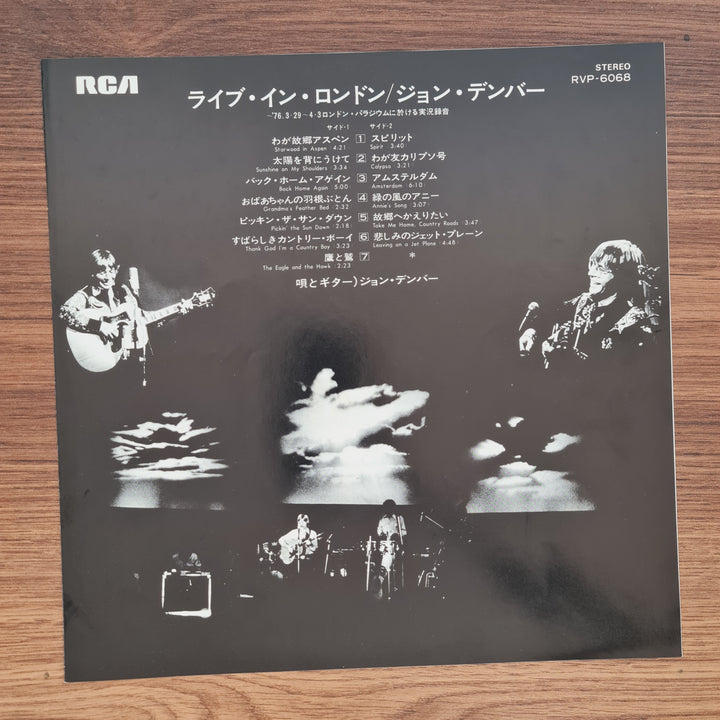 RCA
STEREO
RVP-6068
ライブ・イン・ロンドン/ジョン・デンバー
~'76.3・29~4・3ロンドン・パラジウムに於ける実況録音
サイド・1
サイド・2
わが故郷アスペン 1 スピリット
Starwood in Aspen 4:21 Spirit 3:40
太陽を背にうけて 2 わが友カリプソ号
Sunshine on My Shoulders 3:34 Calypso 3:21
バック・ホーム・アゲイン 3 アムステルダム
Back Home Again 5:00 Amsterdam 6:10
おばあちゃんの羽根ぶとん 4 緑の風のアニー
Grandma's Feather Bed 2:32 Annie's Song 3:07
ピッキン・ザ・サン・ダウン 5 故郷へかえりたい
Pickin' the Sun Down 2:18 Take Me Home, Country Roads 3:47
すばらしきカントリー・ボーイ 6 悲しみのジェット・プレーン
Thank God I'm a Country Boy 3:23 Leaving on a Jet Plane 4:48
鷹と鷲 7 *
The Eagle and the Hawk 2:23
唄とギター)ジョン・デンバー